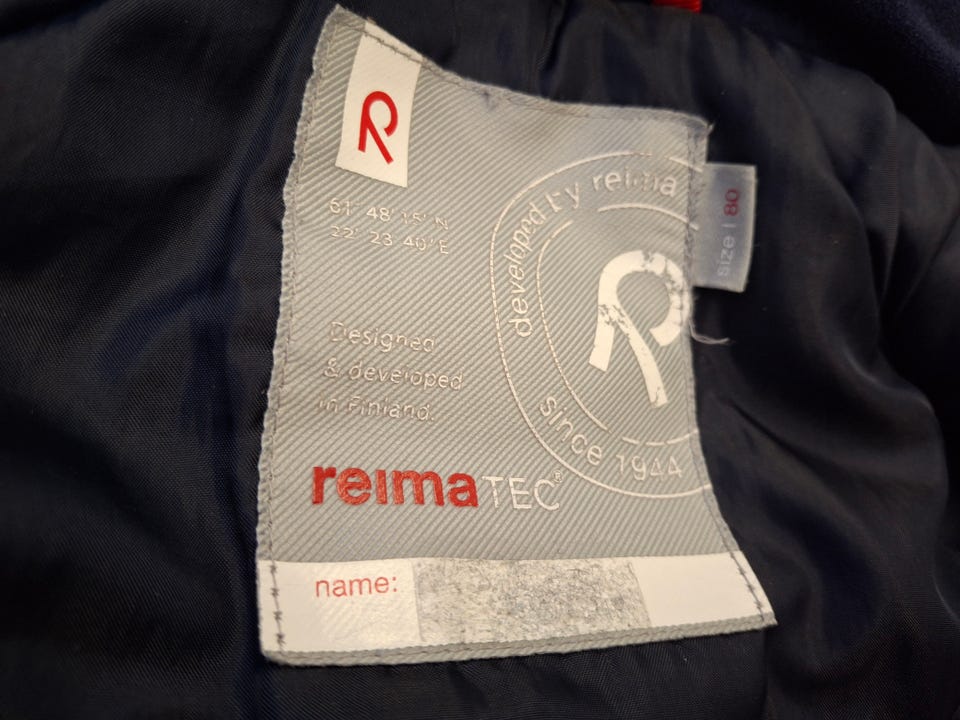 R
61° 48' 15" N
22° 23' 40" E
developed by reima
since 1944
R
size | 80
Designed
& developed
in Finland.
reimaTEC®
name: